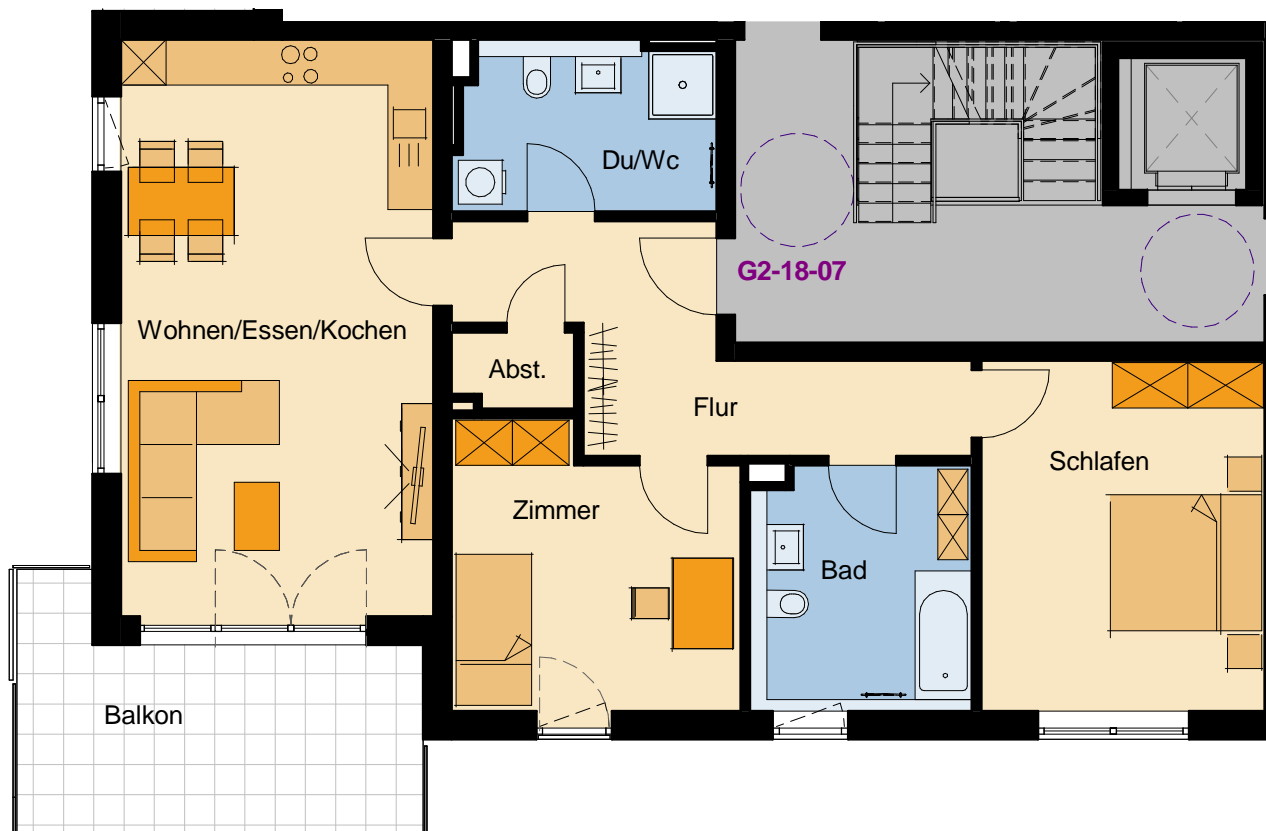 Du/Wc
G2-18-07
Wohnen/Essen/Kochen
Abst.
Flur
Schlafen
Zimmer
Bad
Balkon